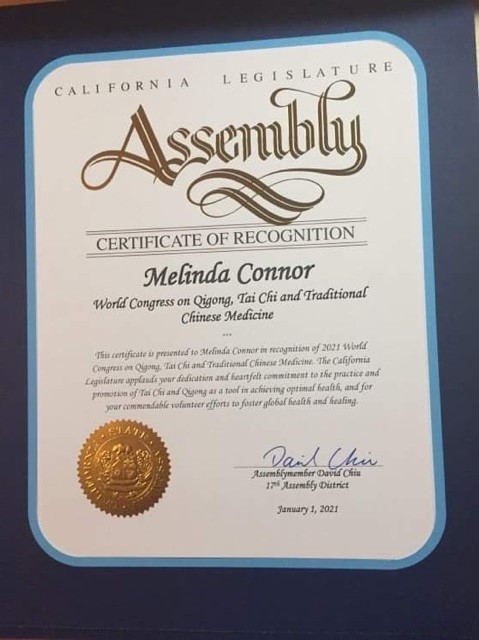 CALIFORNIA LEGISLATURE
Assembly
CERTIFICATE OF RECOGNITION
Melinda Connor
World Congress on Qigong, Tai Chi and Traditional
Chinese Medicine
---
This certificate is presented to Melinda Connor in recognition of 2021 World
Congress on Qigong, Tai Chi and Traditional Chinese Medicine. The California
Legislature applauds your dedication and heartfelt commitment to the practice and
promotion of Tai Chi and Qigong as a tool in achieving optimal health, and for
your commendable volunteer efforts to foster global health and healing.
David Chiu
Assemblymember David Chiu
17th Assembly District
January 1, 2021